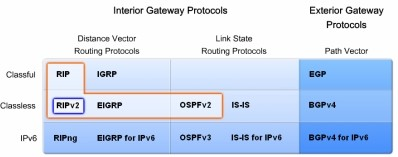 Interior Gateway Protocols
Exterior Gateway
Protocols
Distance Vector
Routing Protocols
Link State
Routing Protocols
Path Vector
Classful RIP IGRP EGP
Classless RIPv2 EIGRP OSPFv2 IS-IS BGPv4
IPv6 RIPng EIGRP for IPv6 OSPFv3 IS-IS for IPv6 BGPv4 for IPv6